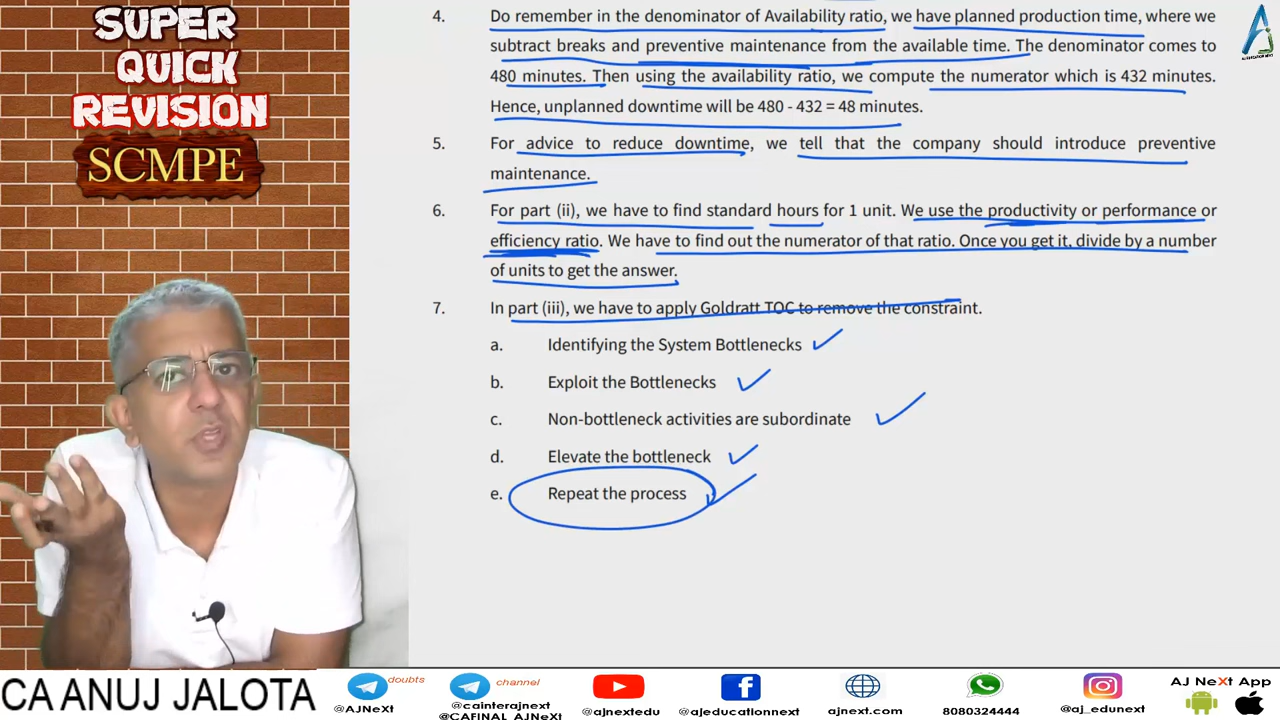 SUPER
QUICK
REVISION
SCMPE
4. Do remember in the denominator of Availability ratio, we have planned production time, where we
subtract breaks and preventive maintenance from the available time. The denominator comes to
480 minutes. Then using the availability ratio, we compute the numerator which is 432 minutes.
Hence, unplanned downtime will be 480 - 432 = 48 minutes.
5. For advice to reduce downtime, we tell that the company should introduce preventive
maintenance.
6. For part (ii), we have to find standard hours for 1 unit. We use the productivity or performance or
efficiency ratio. We have to find out the numerator of that ratio. Once you get it, divide by a number
of units to get the answer.
7. In part (iii), we have to apply Goldratt TOC to remove the constraint.
a. Identifying the System Bottlenecks
b. Exploit the Bottlenecks
c. Non-bottleneck activities are subordinate
d. Elevate the bottleneck
e. Repeat the process
CA ANUJ JALOTA
doubts
@AJNeXt
channel
@cainterajnext
@CAFINAL_AJNeXt
@ajnextedu
@ajeducationnext
ajnext.com
8080324444
@aj_edunext
AJ NeXt App